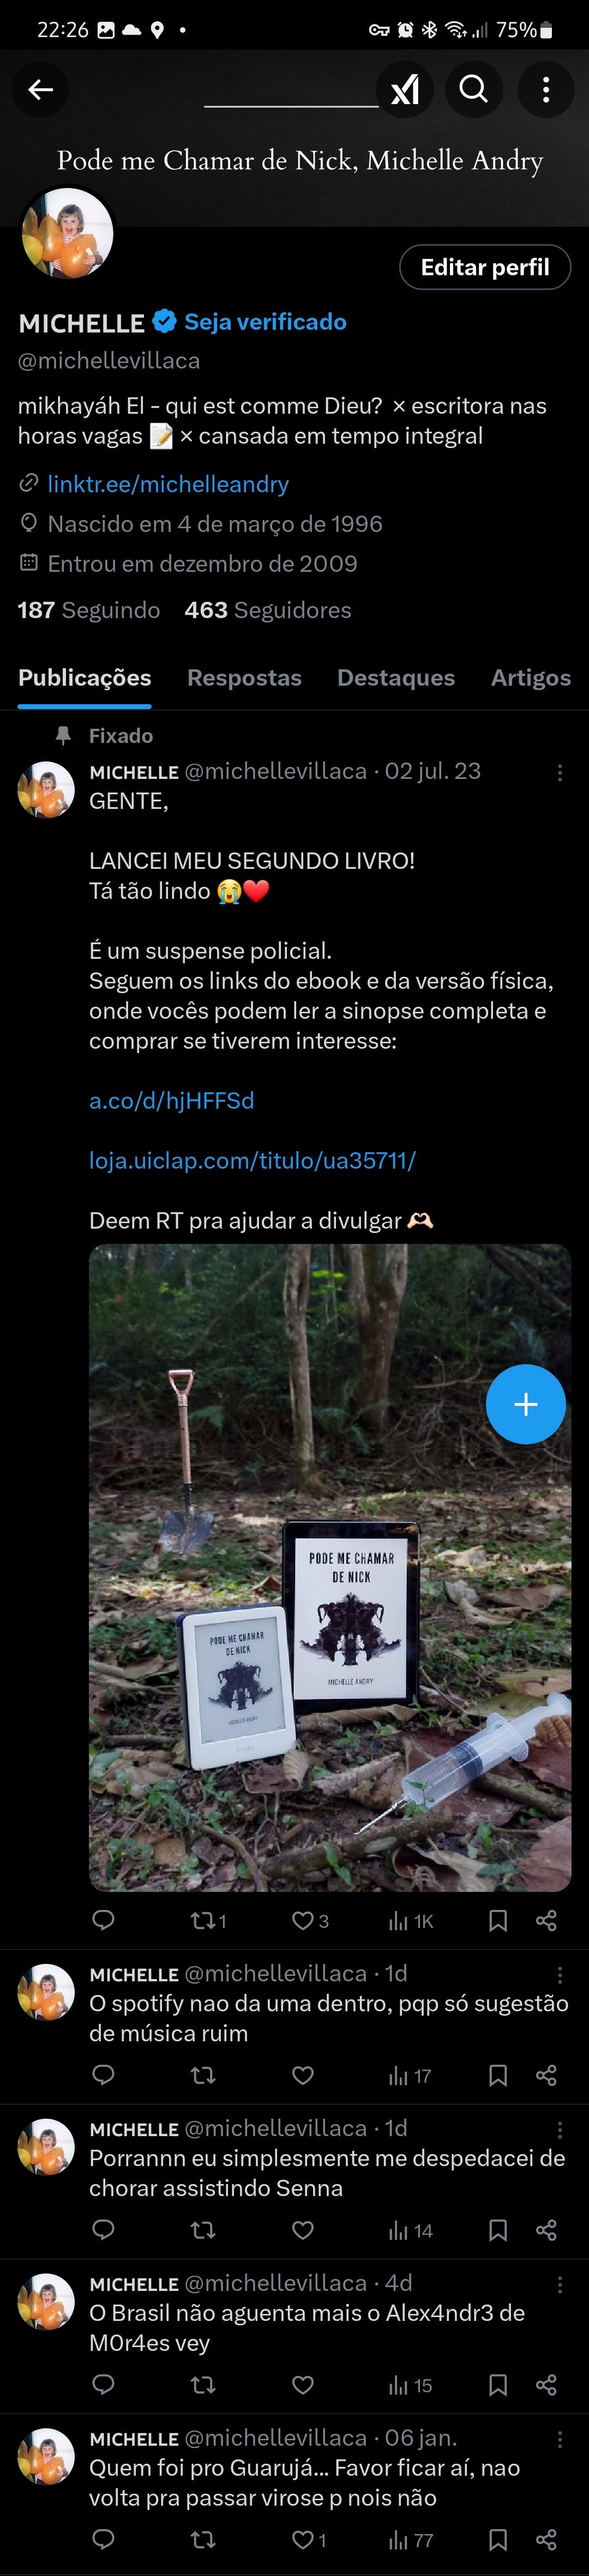 22:26 75%
Pode me Chamar de Nick, Michelle Andry
Editar perfil
MICHELLE Seja verificado
@michellevillaca
mikhayáh El - qui est comme Dieu? × escritora nas
horas vagas 📝 × cansada em tempo integral
linktr.ee/michelleandry
Nascido em 4 de março de 1996
Entrou em dezembro de 2009
187 Seguindo 463 Seguidores
Publicações Respostas Destaques Artigos
Fixado
MICHELLE @michellevillaca · 02 jul. 23
GENTE,
LANCEI MEU SEGUNDO LIVRO!
Tá tão lindo 😭❤️
É um suspense policial.
Seguem os links do ebook e da versão física,
onde vocês podem ler a sinopse completa e
comprar se tiverem interesse:
a.co/d/hjHFFSd
loja.uiclap.com/titulo/ua35711/
Deem RT pra ajudar a divulgar 🫶🏻
PODE ME CHAMAR
DE NICK
MICHELLE ANDRY
PODE ME CHAMAR
DE NICK
MICHELLE ANDRY
kindle
1 3 1K
MICHELLE @michellevillaca · 1d
O spotify nao da uma dentro, pqp só sugestão
de música ruim
17
MICHELLE @michellevillaca · 1d
Porrannn eu simplesmente me despedacei de
chorar assistindo Senna
14
MICHELLE @michellevillaca · 4d
O Brasil não aguenta mais o Alex4ndr3 de
M0r4es vey
15
MICHELLE @michellevillaca · 06 jan.
Quem foi pro Guarujá... Favor ficar aí, nao
volta pra passar virose p nois não
1 77